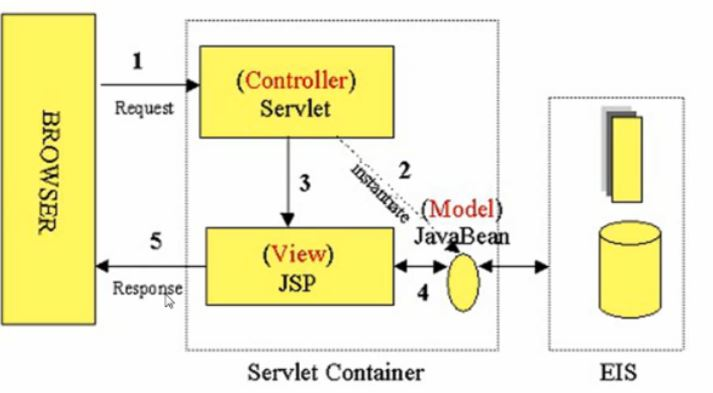 BROWSER
1
Request
(Controller)
Servlet
2
instantiate
3
(Model)
JavaBean
(View)
JSP
4
5
Response
Servlet Container
EIS